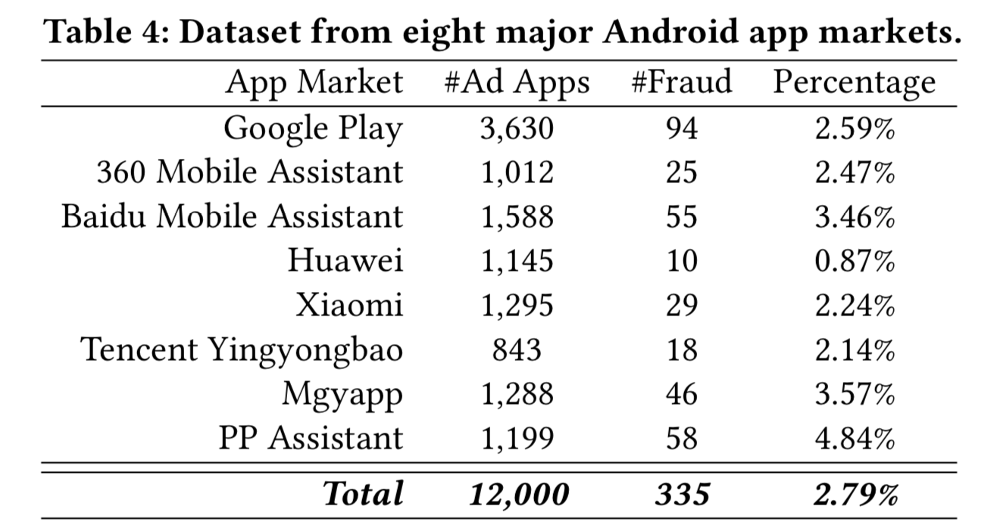 Table 4: Dataset from eight major Android app markets.
App Market #Ad Apps #Fraud Percentage
Google Play 3,630 94 2.59%
360 Mobile Assistant 1,012 25 2.47%
Baidu Mobile Assistant 1,588 55 3.46%
Huawei 1,145 10 0.87%
Xiaomi 1,295 29 2.24%
Tencent Yingyongbao 843 18 2.14%
Mgyapp 1,288 46 3.57%
PP Assistant 1,199 58 4.84%
Total 12,000 335 2.79%